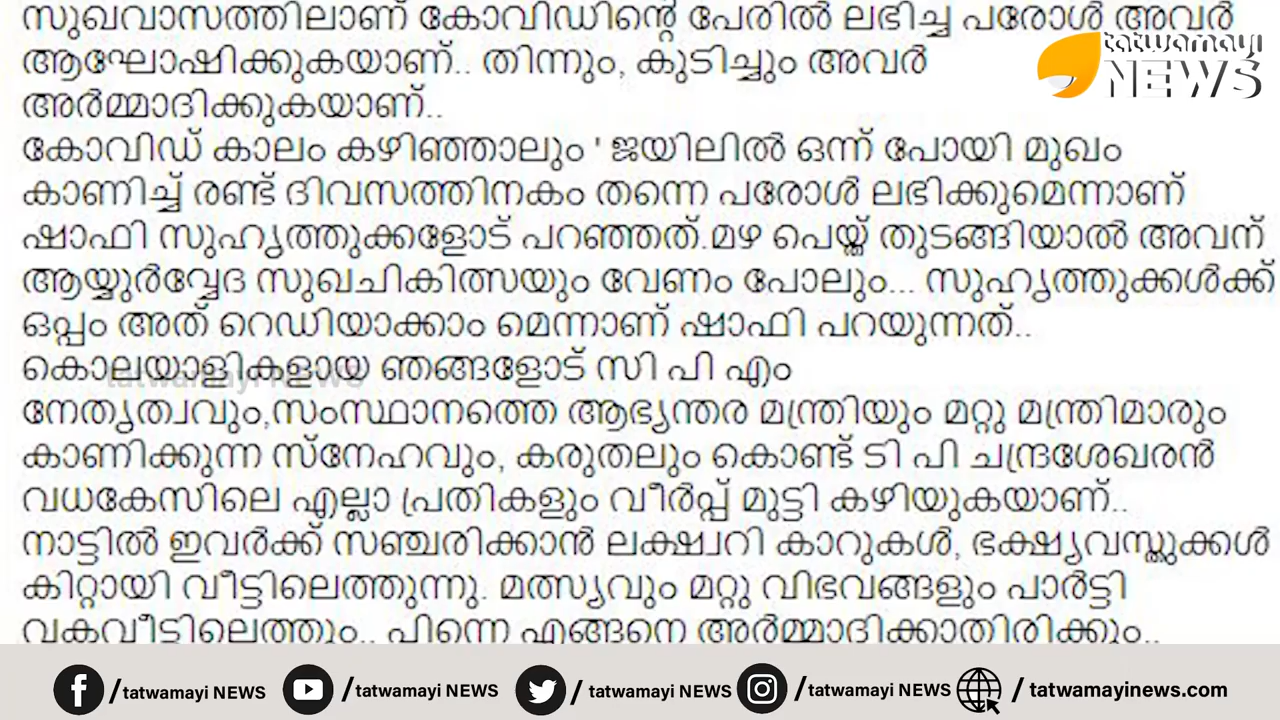 സുഖവാസത്തിലാണ് കോവിഡിന്റെ പേരിൽ ലഭിച്ച പരോൾ അവർ
ആഘോഷിക്കുകയാണ്.. തിന്നും, കുടിച്ചും അവർ
അർമ്മാദിക്കുകയാണ്..
tatwamayi
NEWS
കോവിഡ് കാലം കഴിഞ്ഞാലും ' ജയിലിൽ ഒന്ന് പോയി മുഖം
കാണിച്ച് രണ്ട് ദിവസത്തിനകം തന്നെ പരോൾ ലഭിക്കുമെന്നാണ്
ഷാഫി സുഹൃത്തുക്കളോട് പറഞ്ഞത്.മഴ പെയ്ത് തുടങ്ങിയാൽ അവന്
ആയ്യുർവ്വേദ സുഖചികിത്സയും വേണം പോലും... സുഹൃത്തുക്കൾക്ക്
ഒപ്പം അത് റെഡിയാക്കാം മെന്നാണ് ഷാഫി പറയുന്നത്..
കൊലയാളികളായ ഞങ്ങളോട് സി പി എം
tatwamayi NEWS
നേതൃത്വവും,സംസ്ഥാനത്തെ ആഭ്യന്തര മന്ത്രിയും മറ്റു മന്ത്രിമാരും
കാണിക്കുന്ന സ്നേഹവും, കരുതലും കൊണ്ട് ടി പി ചന്ദ്രശേഖരൻ
വധകേസിലെ എല്ലാ പ്രതികളും വീർപ്പ് മുട്ടി കഴിയുകയാണ്..
നാട്ടിൽ ഇവർക്ക് സഞ്ചരിക്കാൻ ലക്ഷ്വറി കാറുകൾ, ഭക്ഷ്യവസ്തുക്കൾ
കിറ്റായി വീട്ടിലെത്തുന്നു. മത്സ്യവും മറ്റു വിഭവങ്ങളും പാർട്ടി
വകവീട്ടിലെത്തും.. പിന്നെ എങ്ങനെ അർമ്മാദിക്കാതിരിക്കും..
/tatwamayi NEWS /tatwamayi NEWS / tatwamayi NEWS /tatwamayi NEWS / tatwamayinews.com